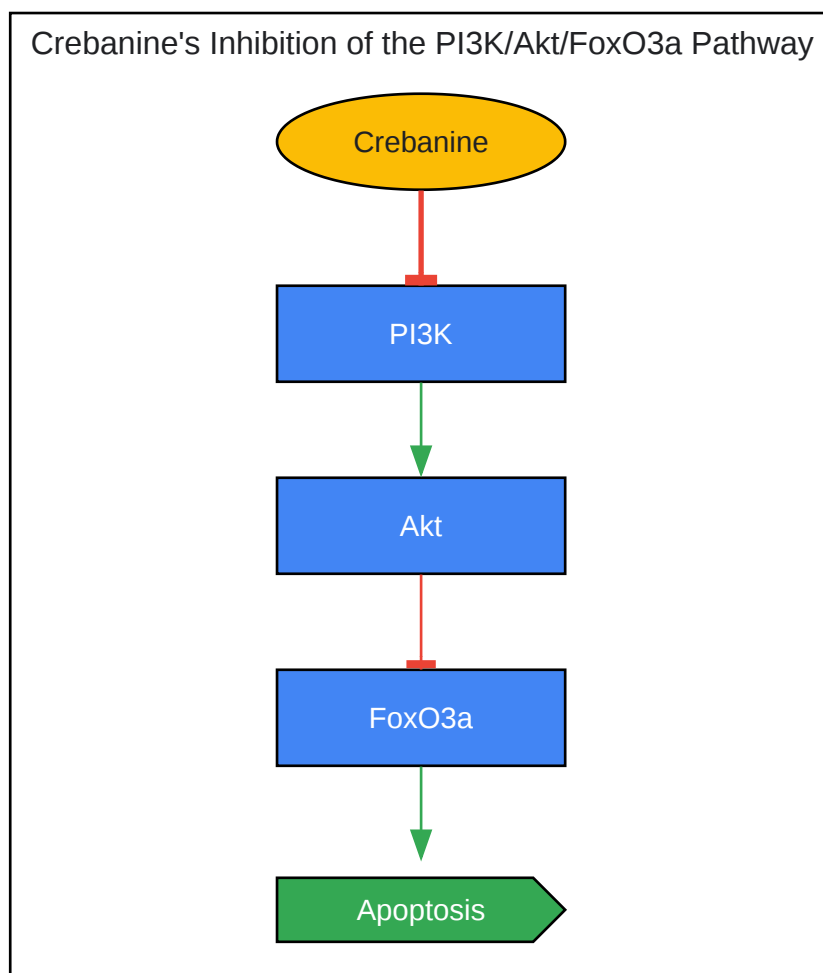 Crebanine's Inhibition of the PI3K/Akt/FoxO3a Pathway
Crebanine
PI3K
Akt
FoxO3a
Apoptosis